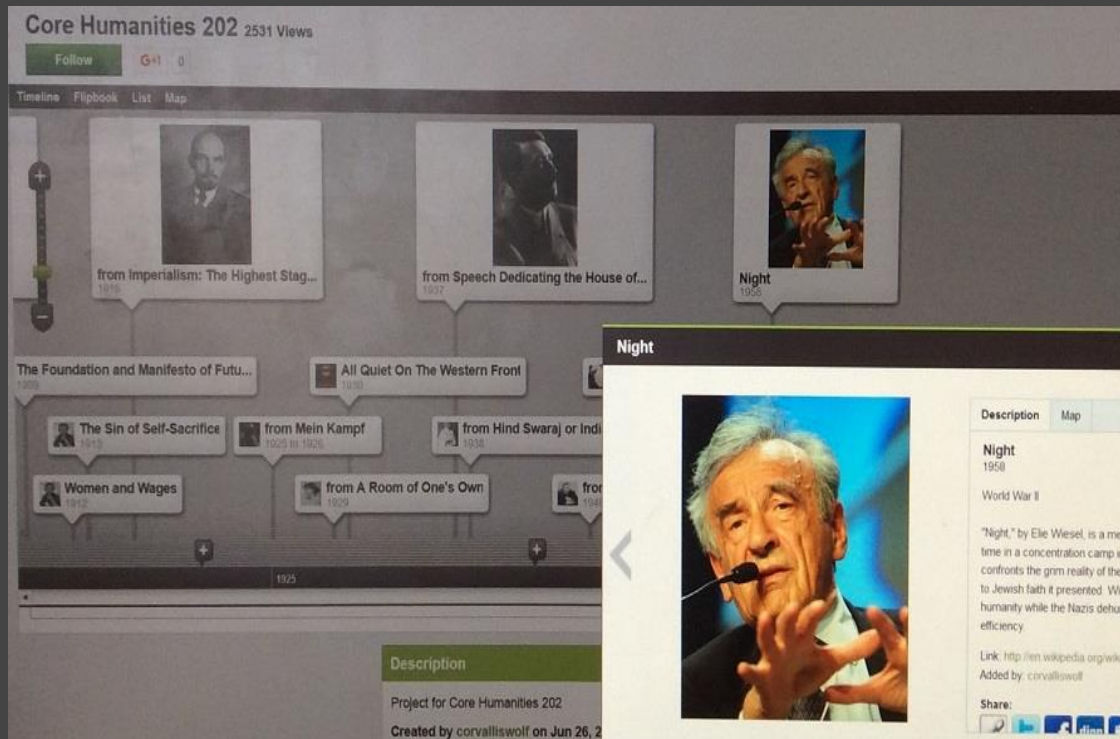 Core Humanities 202 2531 Views
Follow G+1 0
Timeline Flipbook List Map
from Imperialism: The Highest Stag...
1916
from Speech Dedicating the House of...
1937
Night
1958
The Foundation and Manifesto of Futu...
1909
All Quiet On The Western Front
The Sin of Self-Sacrifice
1913
from Mein Kampf
1925 to 1926
from Hind Swaraj or Indi
1938
Women and Wages
1912
from A Room of One's Own
1929
1925
Night
Description Map
Night
1958
World War II
"Night," by Elie Wiesel, is a me
time in a concentration camp
confronts the grim reality of the
to Jewish faith it presented.
humanity while the Nazis dehu
efficiency.
Link: http://en.wikipedia.org/wik
Added by: corvalliswolf
Share:
digg
Description
Project for Core Humanities 202
Created by corvalliswolf on Jun 26, 2